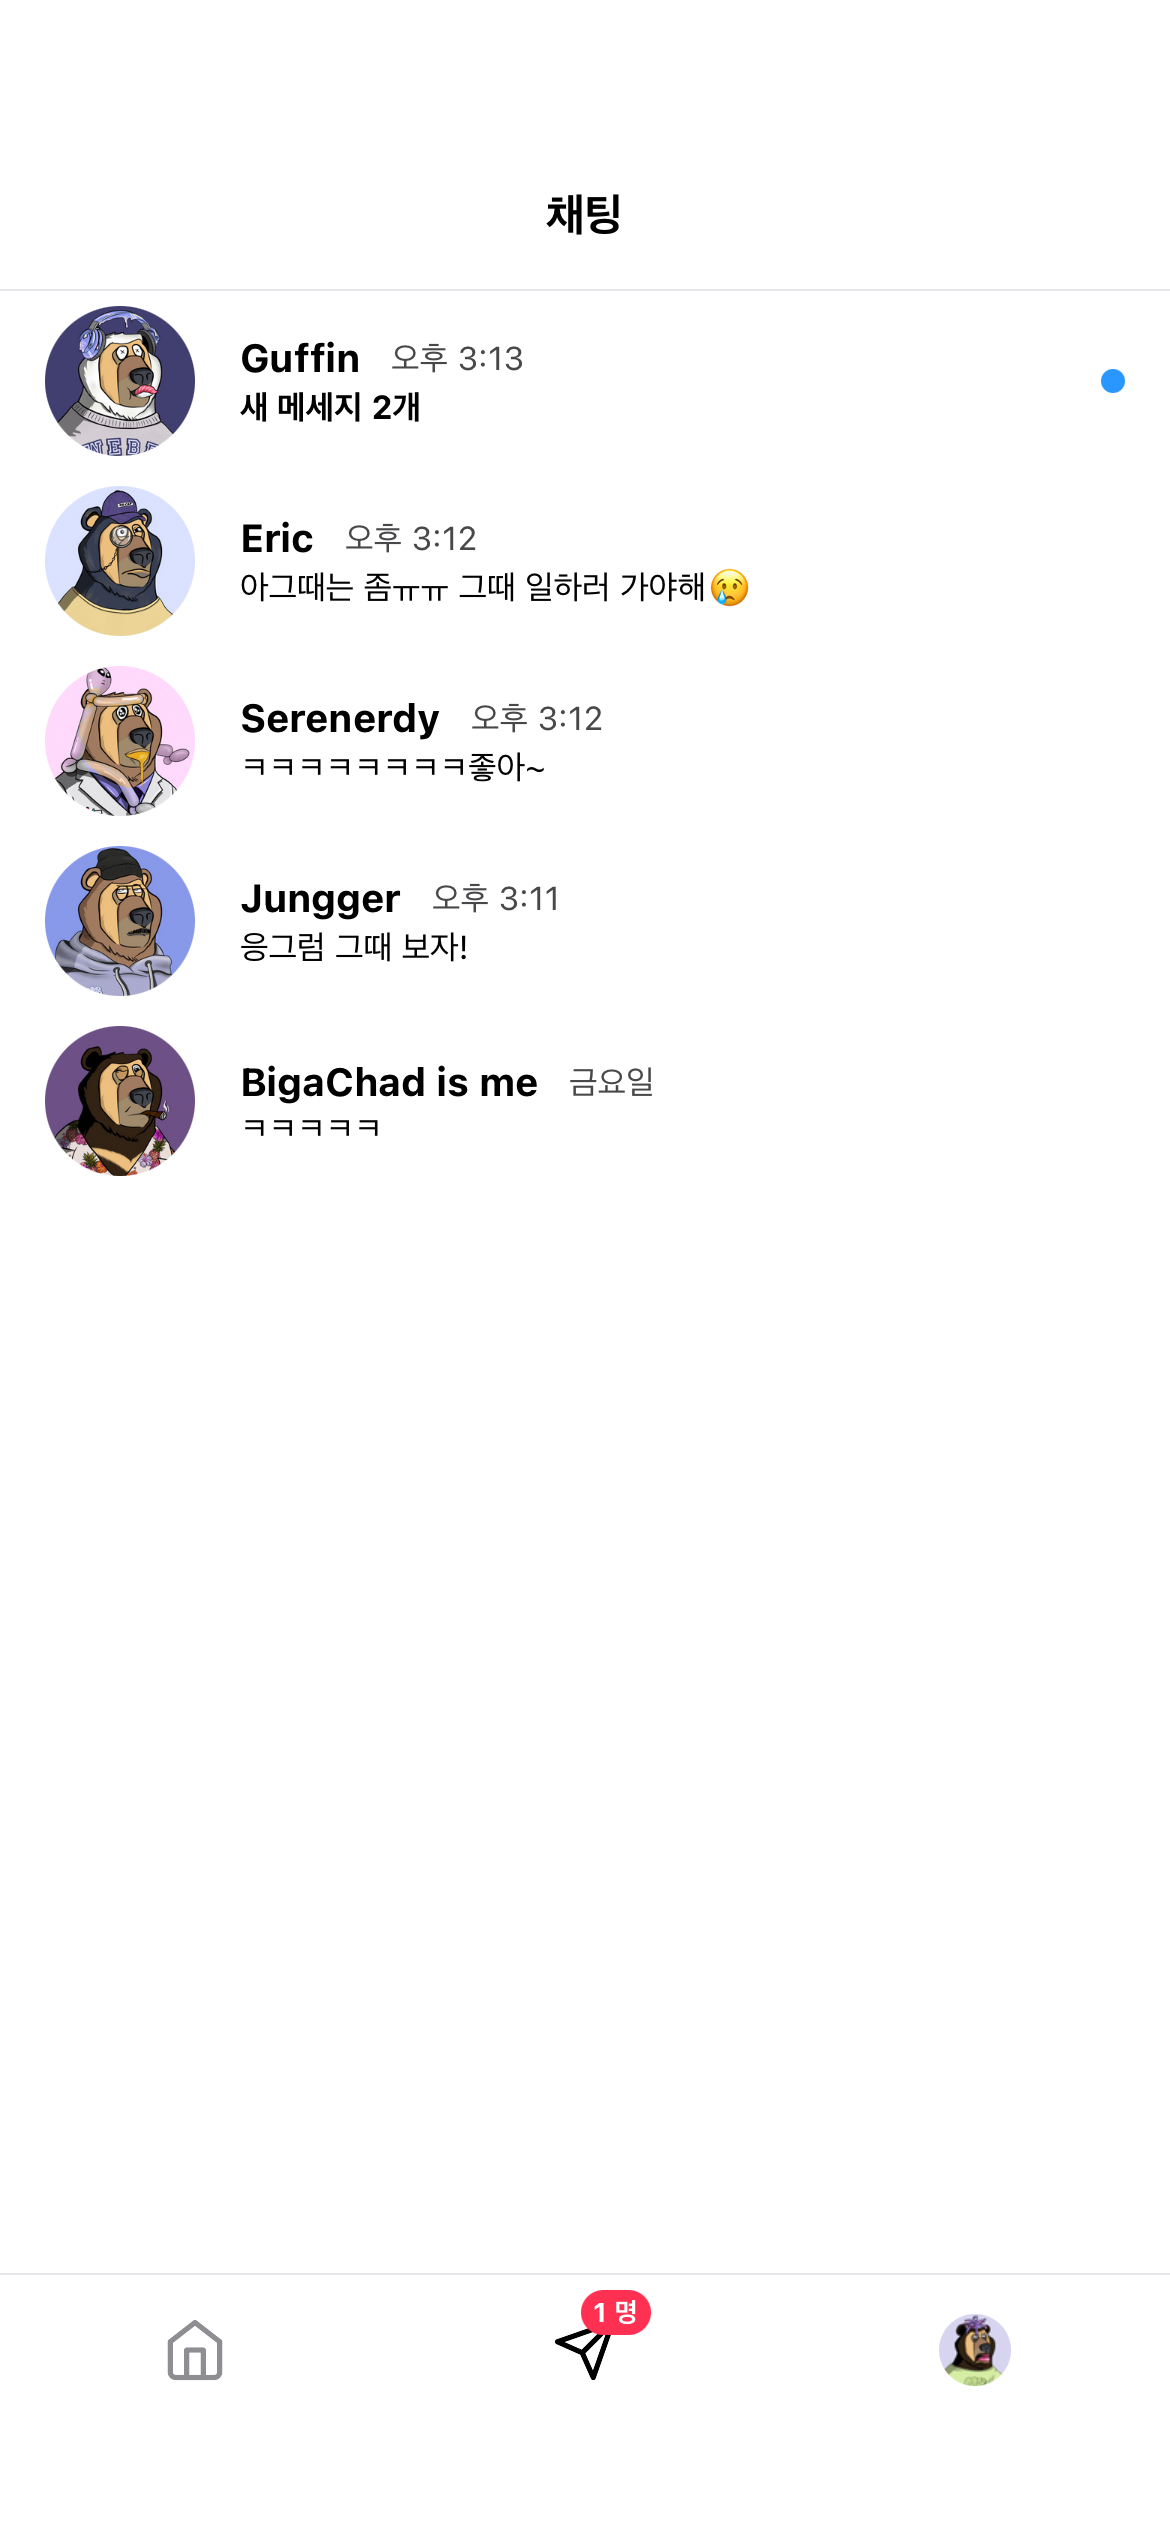 채팅
Guffin 오후 3:13
새 메세지 2개
Eric 오후 3:12
아그때는 좀ㅠㅠ 그때 일하러 가야해😢
Serenerdy 오후 3:12
ㅋㅋㅋㅋㅋㅋㅋㅋ좋아~
Jungger 오후 3:11
응그럼 그때 보자!
BigaChad is me 금요일
ㅋㅋㅋㅋㅋ
1 명